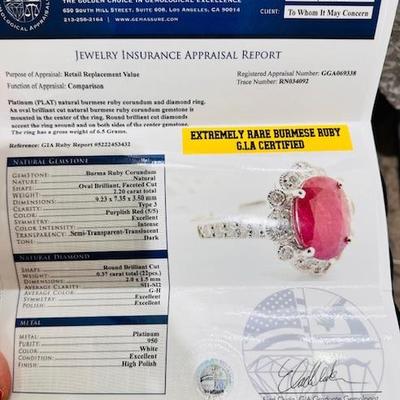 THE GOLDEN CHOICE IN GEMOLOGICAL EXCELLENCE
650 SOUTH HILL STREET, SUITE 608, LOS ANGELES, CA 90014
213-258-2164 • WWW.GEMASSURE.COM
To Whom It May Concern
JEWELRY INSURANCE APPRAISAL REPORT
Purpose of Appraisal: Retail Replacement Value
Function of Appraisal: Comparison
Registered Appraisal Number: GGA069338
Trace Number: RN034092
Platinum (PLAT) natural burmese ruby corundum and diamond ring.
An oval brilliant cut natural burmese ruby corundum gemstone is
mounted in the center of the ring. Round brilliant cut diamonds
accent the ring around and on both sides of the center gemstone.
The ring has a gross weight of 6.5 Grams.
Reference: GIA Ruby Report #5222453432
EXTREMELY RARE BURMESE RUBY
G.I.A CERTIFIED
NATURAL GEMSTONE
GEMSTONE: Burma Ruby Corundum
NATURE: Natural
SHAPE: Oval Brilliant, Faceted Cut
WEIGHT: 2.20 carat total
DIMENSIONS: 9.23 x 7.35 x 3.50 mm
CLARITY: Type 3
COLOR: Purplish Red (5/5)
SYMMETRY: Excellent
COLOR INTENSITY: Intense
TRANSPARENCY: Semi-Transparent-Translucent
TONE: Dark
NATURAL DIAMOND
SHAPE: Round Brilliant Cut
WEIGHT: 0.37 carat total (22pcs.)
DIMENSIONS: 2.0 x 1.5 mm
AVERAGE CLARITY: SI1-SI2
AVERAGE COLOR: G-H
SYMMETRY: Excellent
POLISH: Excellent
METAL
METAL: Platinum
PURITY: 950
COLOR: White
CONDITION: Excellent
FINISH: High Polish